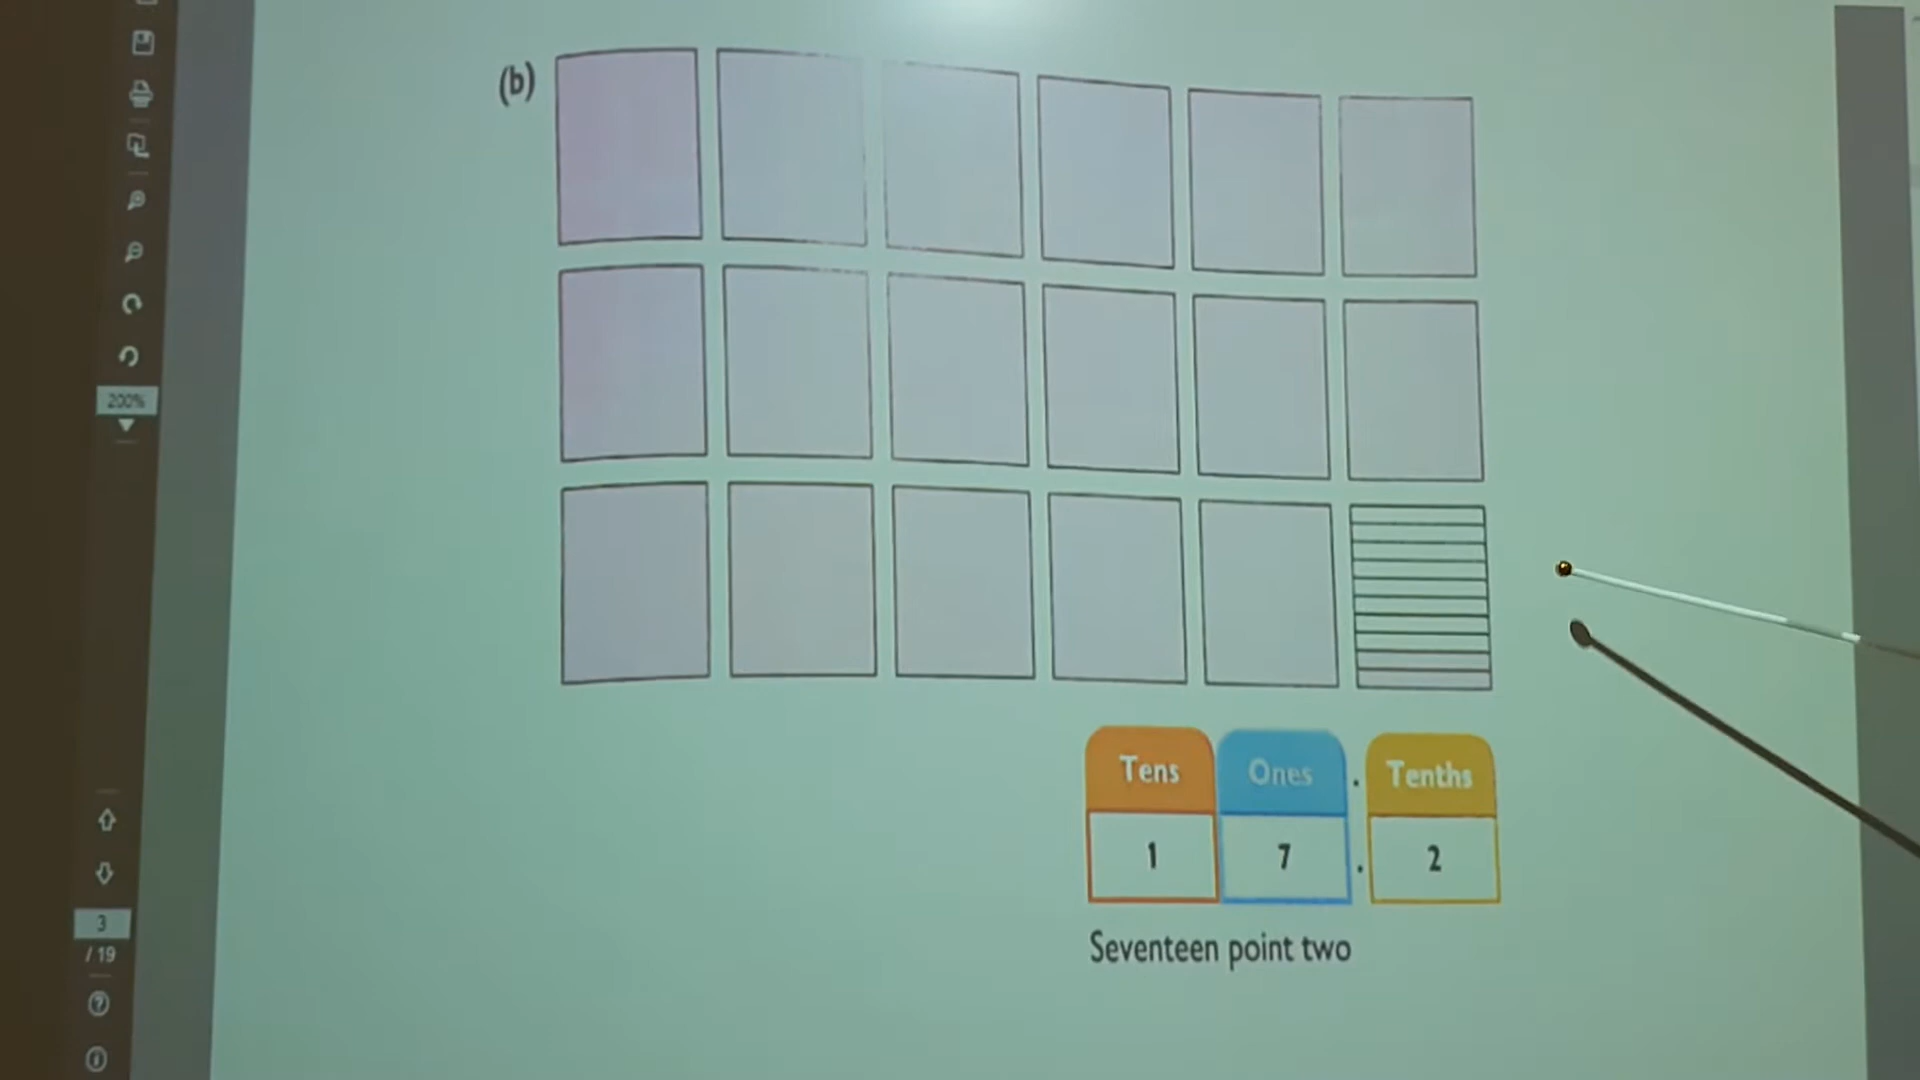 (b)
200%
Tens Ones . Tenths
1 7 . 2
3
/ 19
Seventeen point two